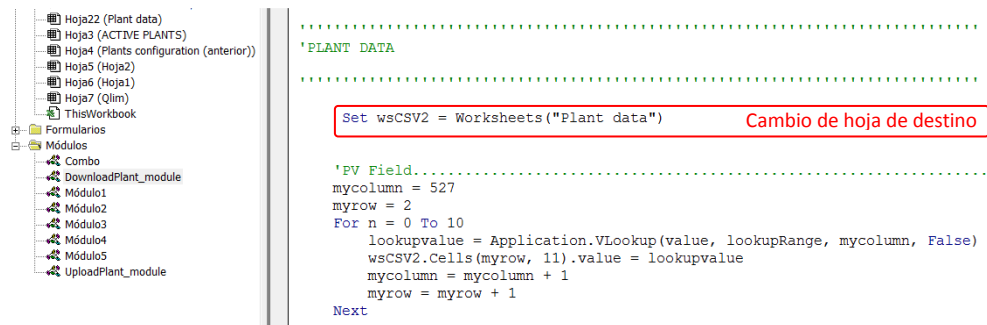 Hoja22 (Plant data)
Hoja3 (ACTIVE PLANTS)
Hoja4 (Plants configuration (anterior))
Hoja5 (Hoja2)
Hoja6 (Hoja1)
Hoja7 (Qlim)
ThisWorkbook
Formularios
Módulos
Combo
DownloadPlant_module
Módulo1
Módulo2
Módulo3
Módulo4
Módulo5
UploadPlant_module
'PLANT DATA
Set wsCSV2 = Worksheets("Plant data")
Cambio de hoja de destino
'PV Field..................................................................
mycolumn = 527
myrow = 2
For n = 0 To 10
lookupvalue = Application.VLookup(value, lookupRange, mycolumn, False)
wsCSV2.Cells(myrow, 11).value = lookupvalue
mycolumn = mycolumn + 1
myrow = myrow + 1
Next